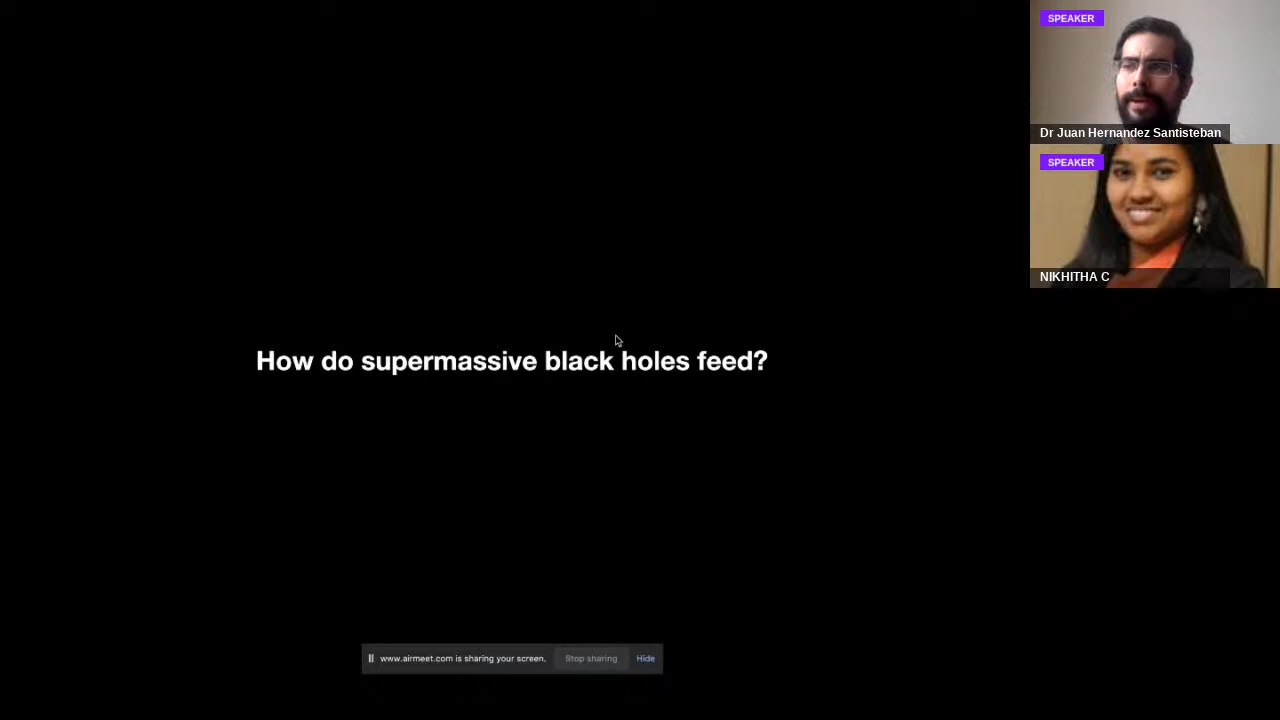 SPEAKER
Dr Juan Hernandez Santisteban
SPEAKER
NIKHITHA C
How do supermassive black holes feed?
www.airmeet.com is sharing your screen. Stop sharing Hide